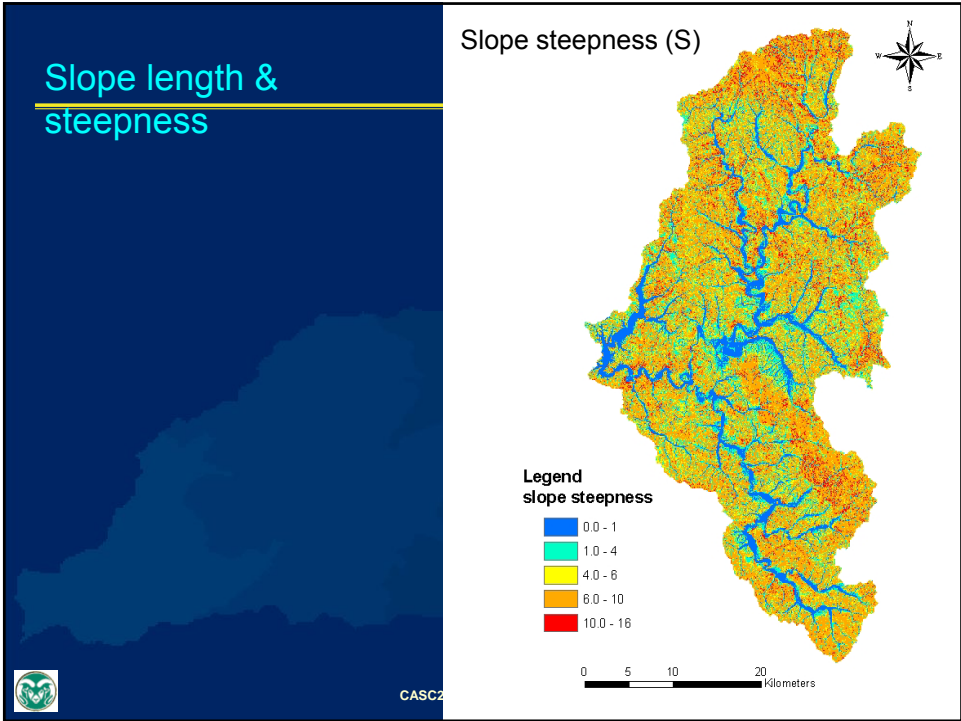 Slope length &
steepness
Slope steepness (S)
N
W E
S
Legend
slope steepness
0.0 - 1
1.0 - 4
4.0 - 6
6.0 - 10
10.0 - 16
0 5 10 20
Kilometers
CASC2